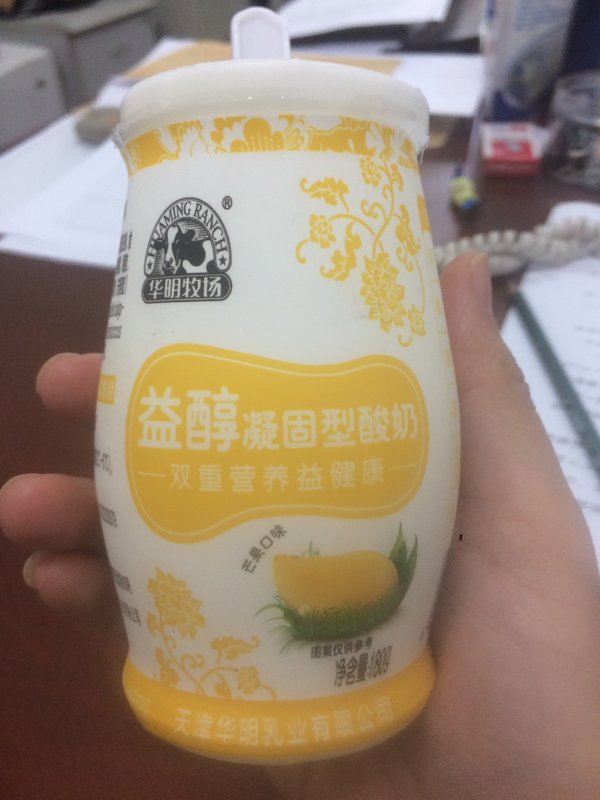 HUAMING RANCH
®
华明牧场
益醇凝固型酸奶
双重营养益健康
芒果口味
图案仅供参考
净含量:180g
天津华明乳业有限公司